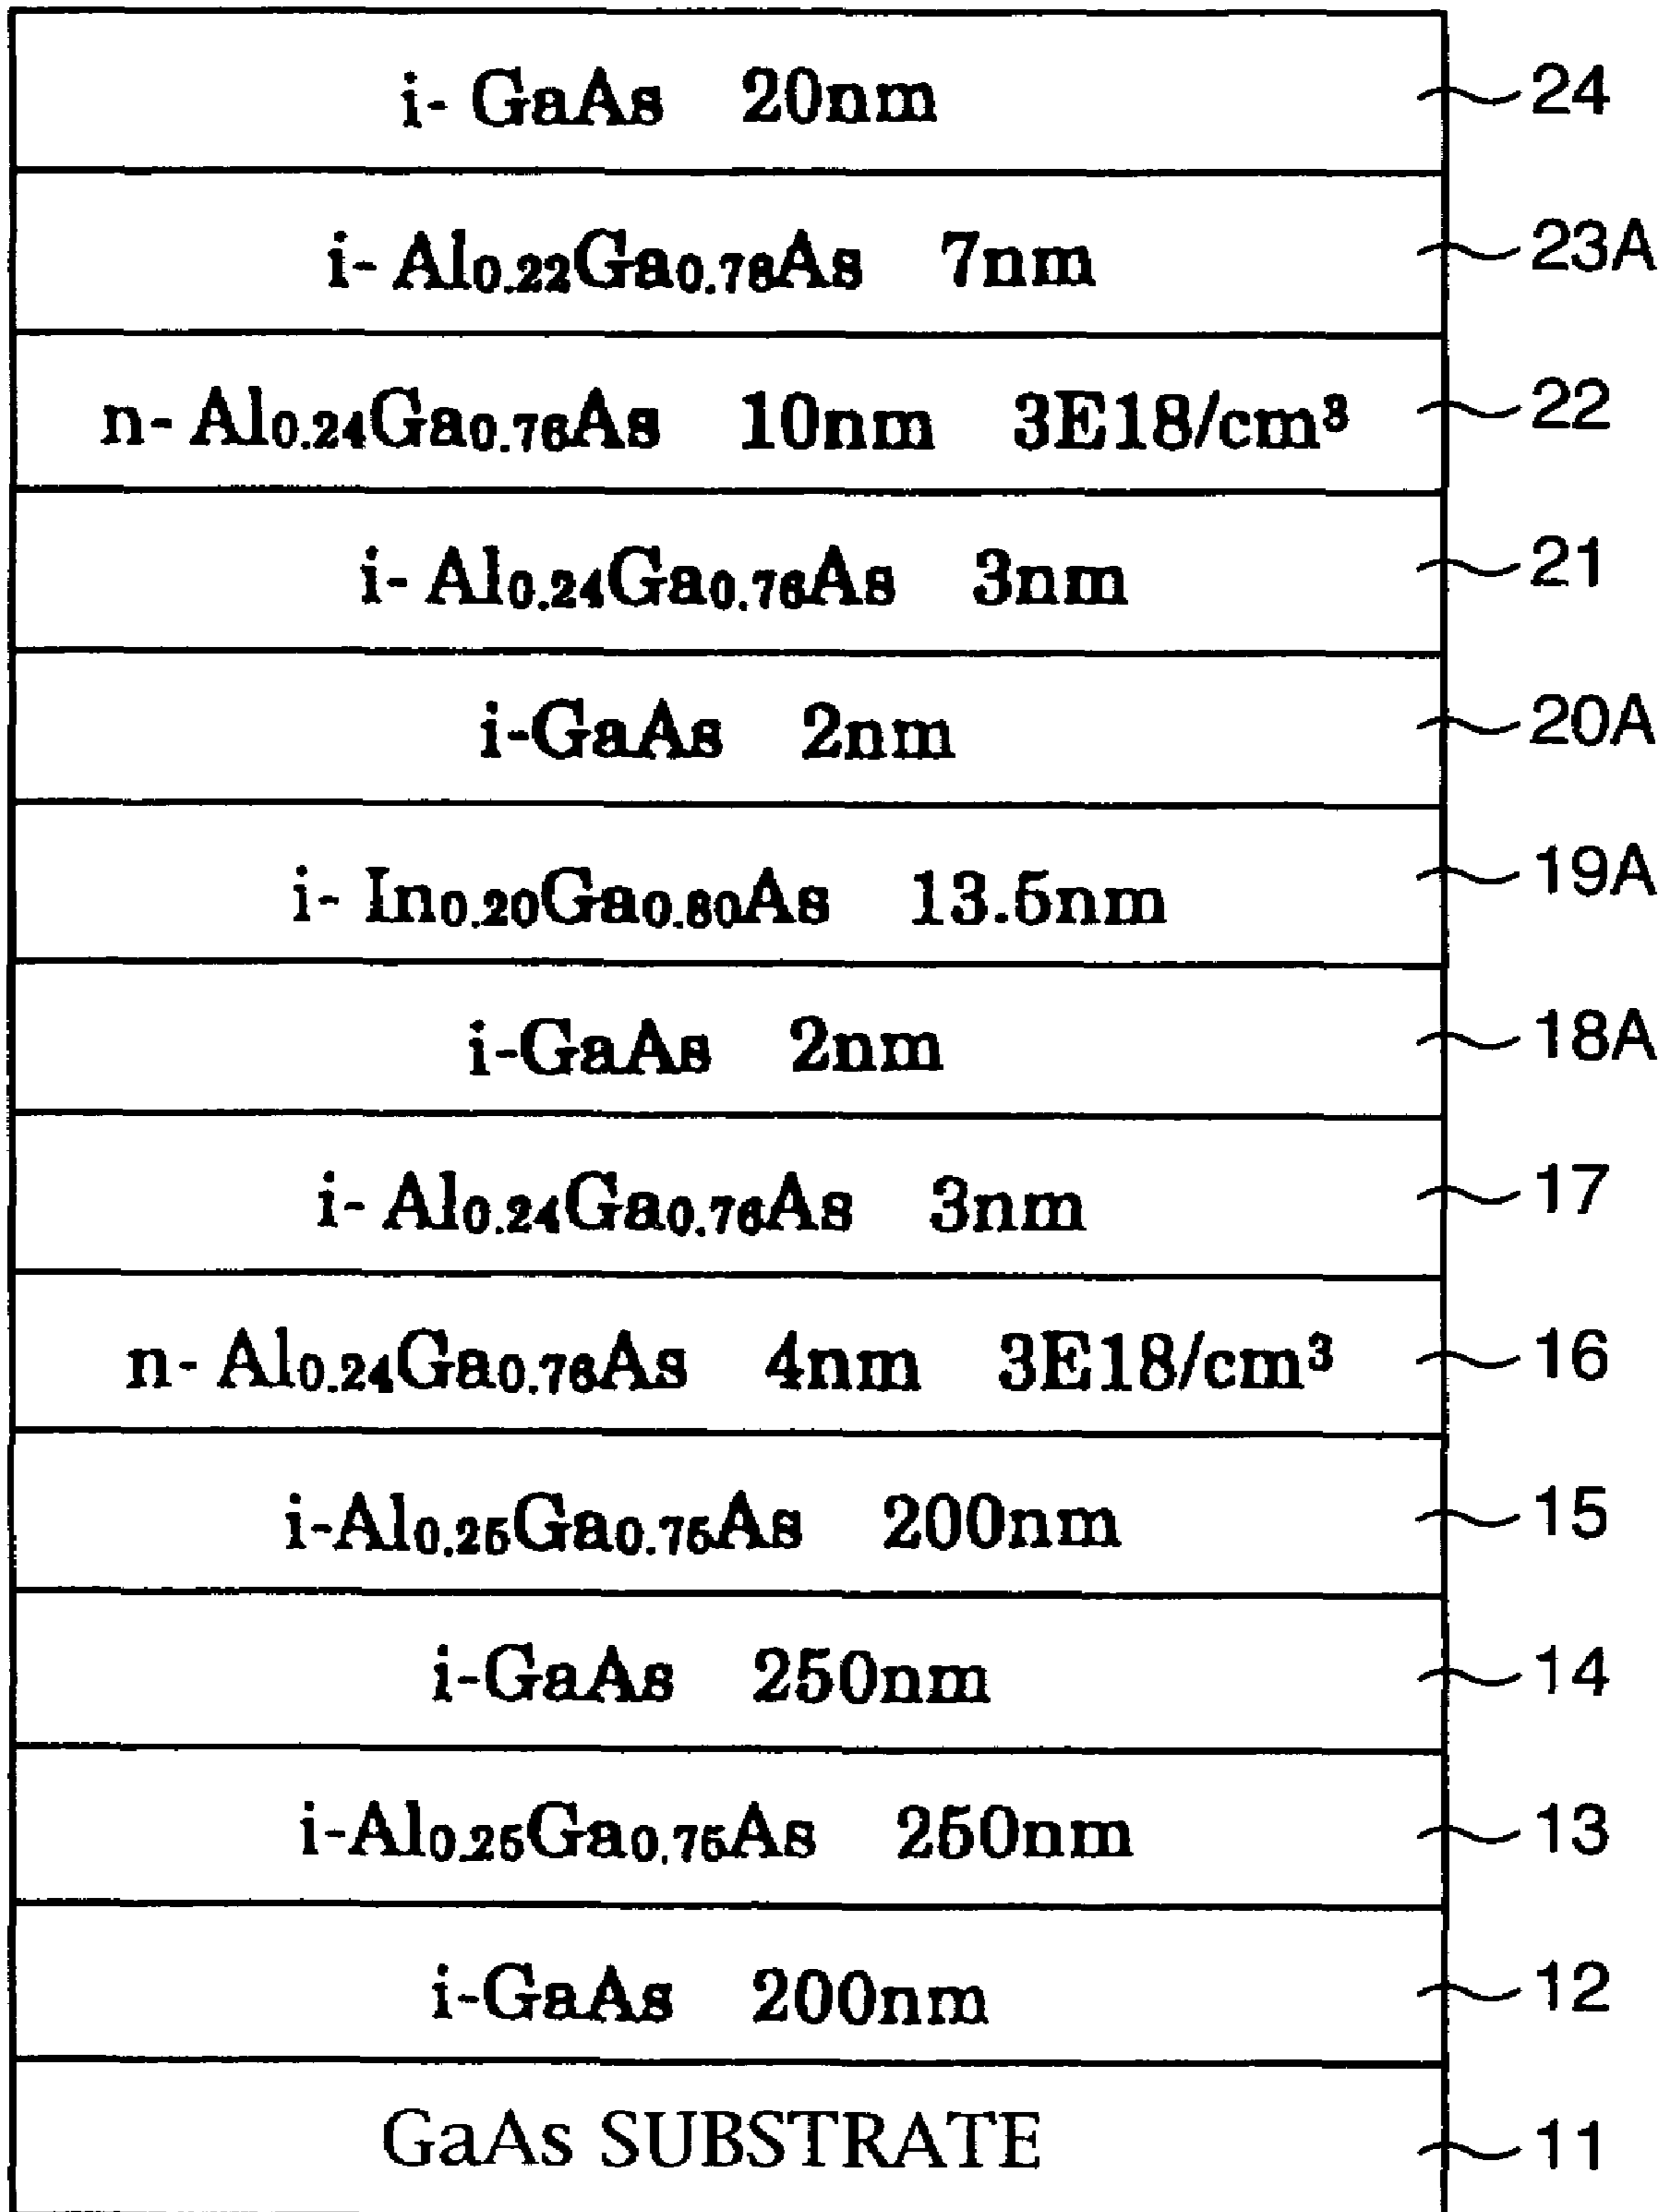 i- GaAs 20nm 24
i- Al0.22Ga0.78As 7nm 23A
n- Al0.24Ga0.76As 10nm 3E18/cm³ 22
i- Al0.24Ga0.76As 3nm 21
i-GaAs 2nm 20A
i- In0.20Ga0.80As 13.5nm 19A
i-GaAs 2nm 18A
i- Al0.24Ga0.76As 3nm 17
n- Al0.24Ga0.76As 4nm 3E18/cm³ 16
i-Al0.25Ga0.75As 200nm 15
i-GaAs 250nm 14
i-Al0.25Ga0.75As 250nm 13
i-GaAs 200nm 12
GaAs SUBSTRATE 11